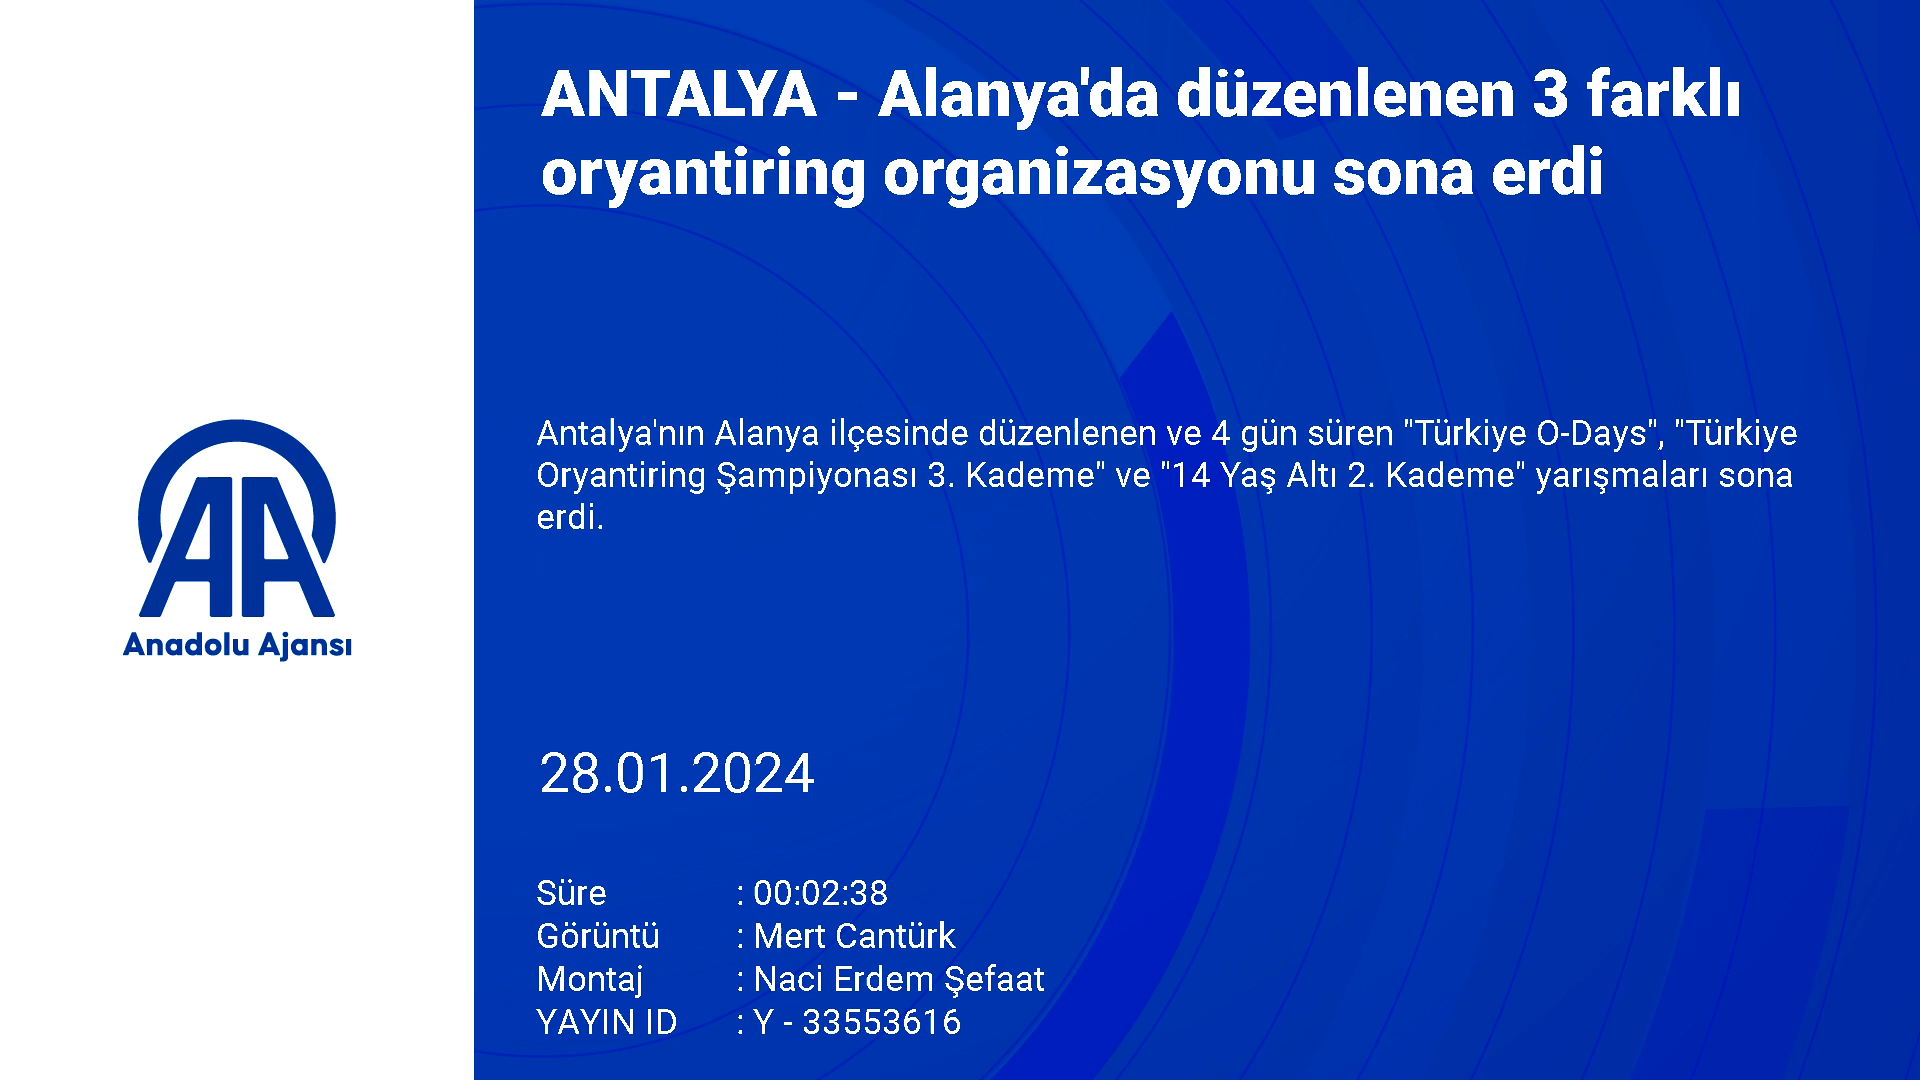 ANTALYA - Alanya'da düzenlenen 3 farklı
oryantiring organizasyonu sona erdi
Antalya'nın Alanya ilçesinde düzenlenen ve 4 gün süren "Türkiye O-Days", "Türkiye
Oryantiring Şampiyonası 3. Kademe" ve "14 Yaş Altı 2. Kademe" yarışmaları sona
erdi.
AA
Anadolu Ajansı
28.01.2024
Süre : 00:02:38
Görüntü : Mert Cantürk
Montaj : Naci Erdem Şefaat
YAYIN ID : Y - 33553616